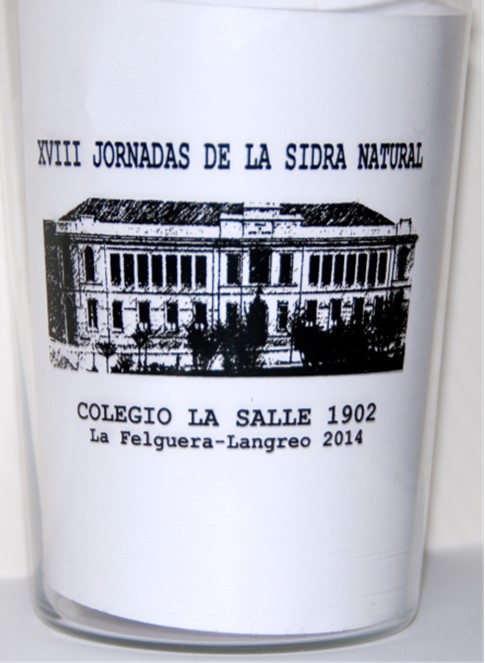 XVIII JORNADAS DE LA SIDRA NATURAL
COLEGIO LA SALLE 1902
La Felguera-Langreo 2014